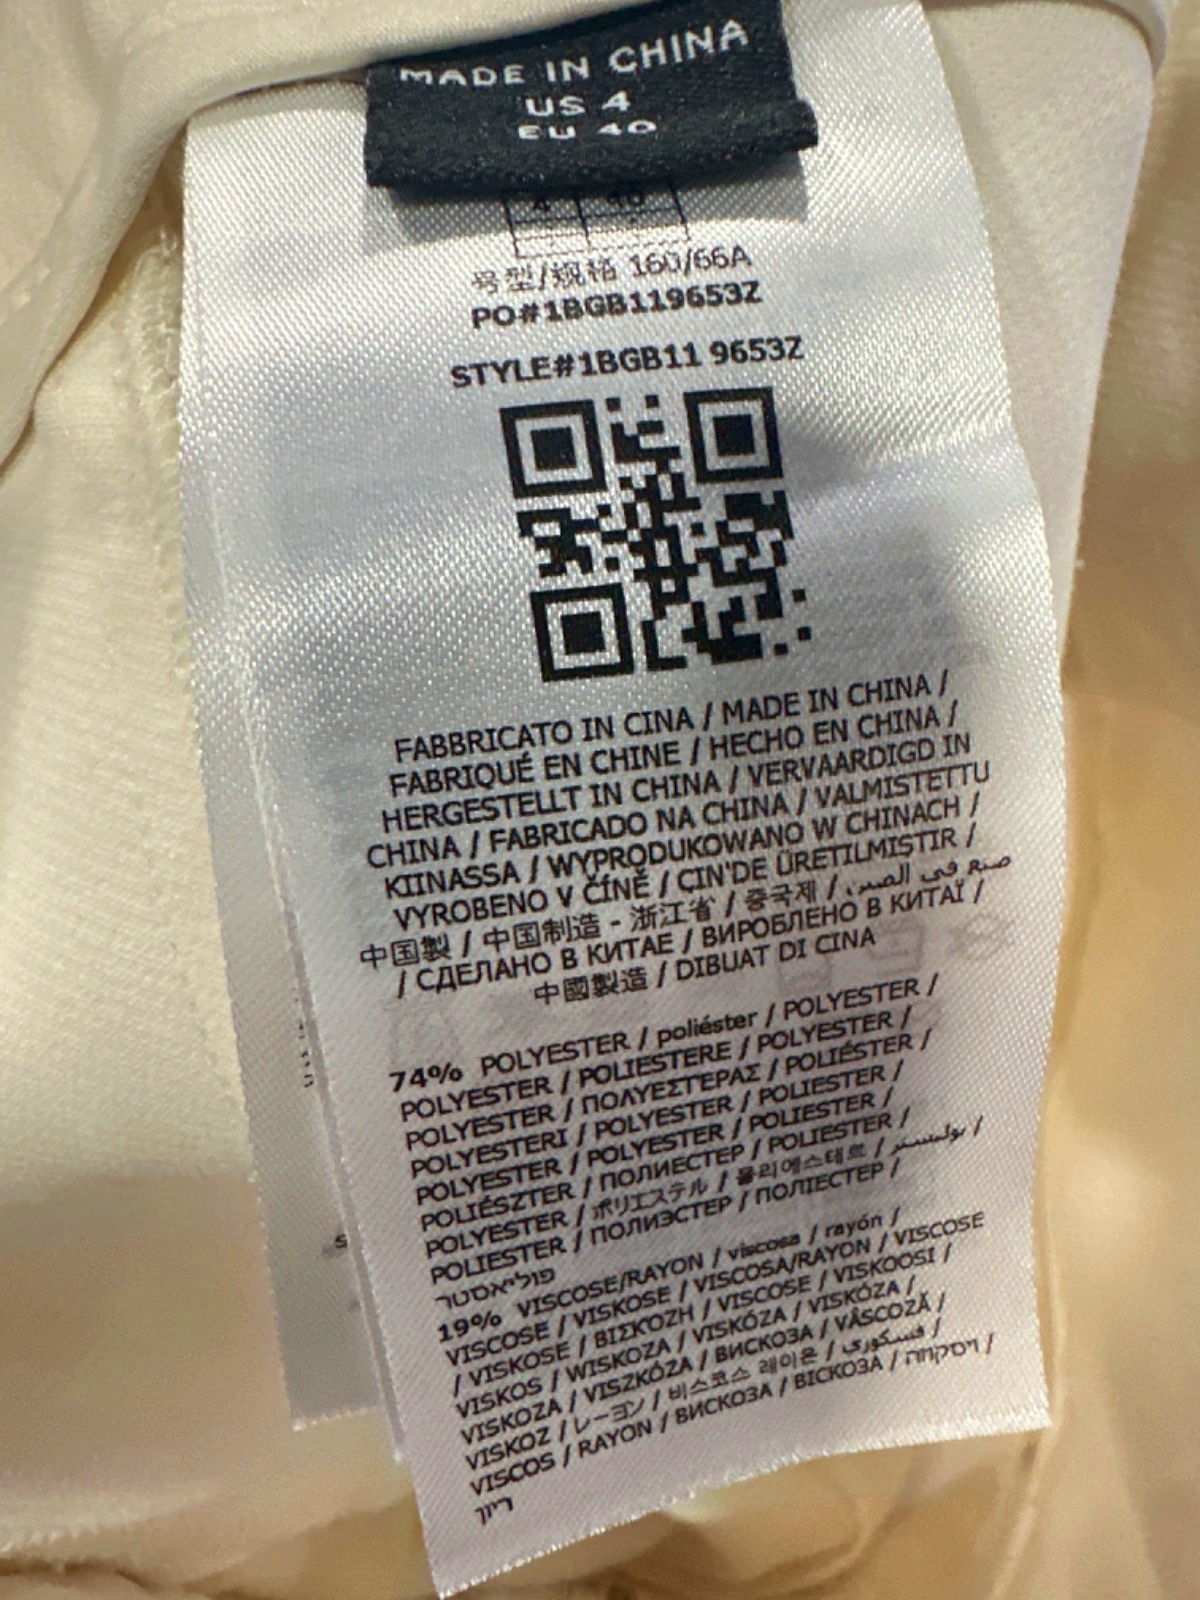 MADE IN CHINA
US 4
EU 40
4 40
号型/规格 160/66A
PO#1BGB119653Z
STYLE#1BGB11 9653Z
FABBRICATO IN CINA / MADE IN CHINA /
FABRIQUÉ EN CHINE / HECHO EN CHINA /
HERGESTELLT IN CHINA / VERVAARDIGD IN
CHINA / FABRICADO NA CHINA / VALMISTETTU
KIINASSA / WYPRODUKOWANO W CHINACH /
VYROBENO V ČÍNĚ / ÇIN'DE ÜRETILMIŞTIR /
中国製 / 中国制造 - 浙江省 / 중국제 / صنع في الصين
/ СДЕЛАНО В КИТАЕ / ВИРОБЛЕНО В КИТАЇ /
中國製造 / DIBUAT DI CINA
74% POLYESTER / poliéster / POLYESTER /
POLYESTER / POLIESTERE / POLYESTER /
POLYESTER / ΠΟΛΥΕΣΤΕΡΑΣ / POLIÉSTER /
POLYESTERI / POLYESTER / POLIESTER /
POLYESTER / POLYESTER / POLIESTER /
POLIÉSZTER / ПОЛИЕСТЕР / POLIESTER /
POLYESTER / ポリエステル / 폴리에스테르 / بوليستر /
POLIESTER / ПОЛИЭСТЕР / ПОЛІЕСТЕР /
פוליאסטר
19% VISCOSE/RAYON / viscosa / rayón /
VISCOSE / VISKOSE / VISCOSA/RAYON / VISCOSE
/ VISKOSE / ΒΙΣΚΌΖΗ / VISCOSE / VISKOOSI /
VISKOS / WISKOZA / VISKÓZA / VISKÓZA /
VISKOZA / VISZKÓZA / ВИСКОЗА / VÂSCOZĂ /
VISKOZ / レーヨン / 비스코스 레이온 / فسكوزي /
VISCOS / RAYON / ВИСКОЗА / ВІСКОЗА / ויסקוזה /
ריון